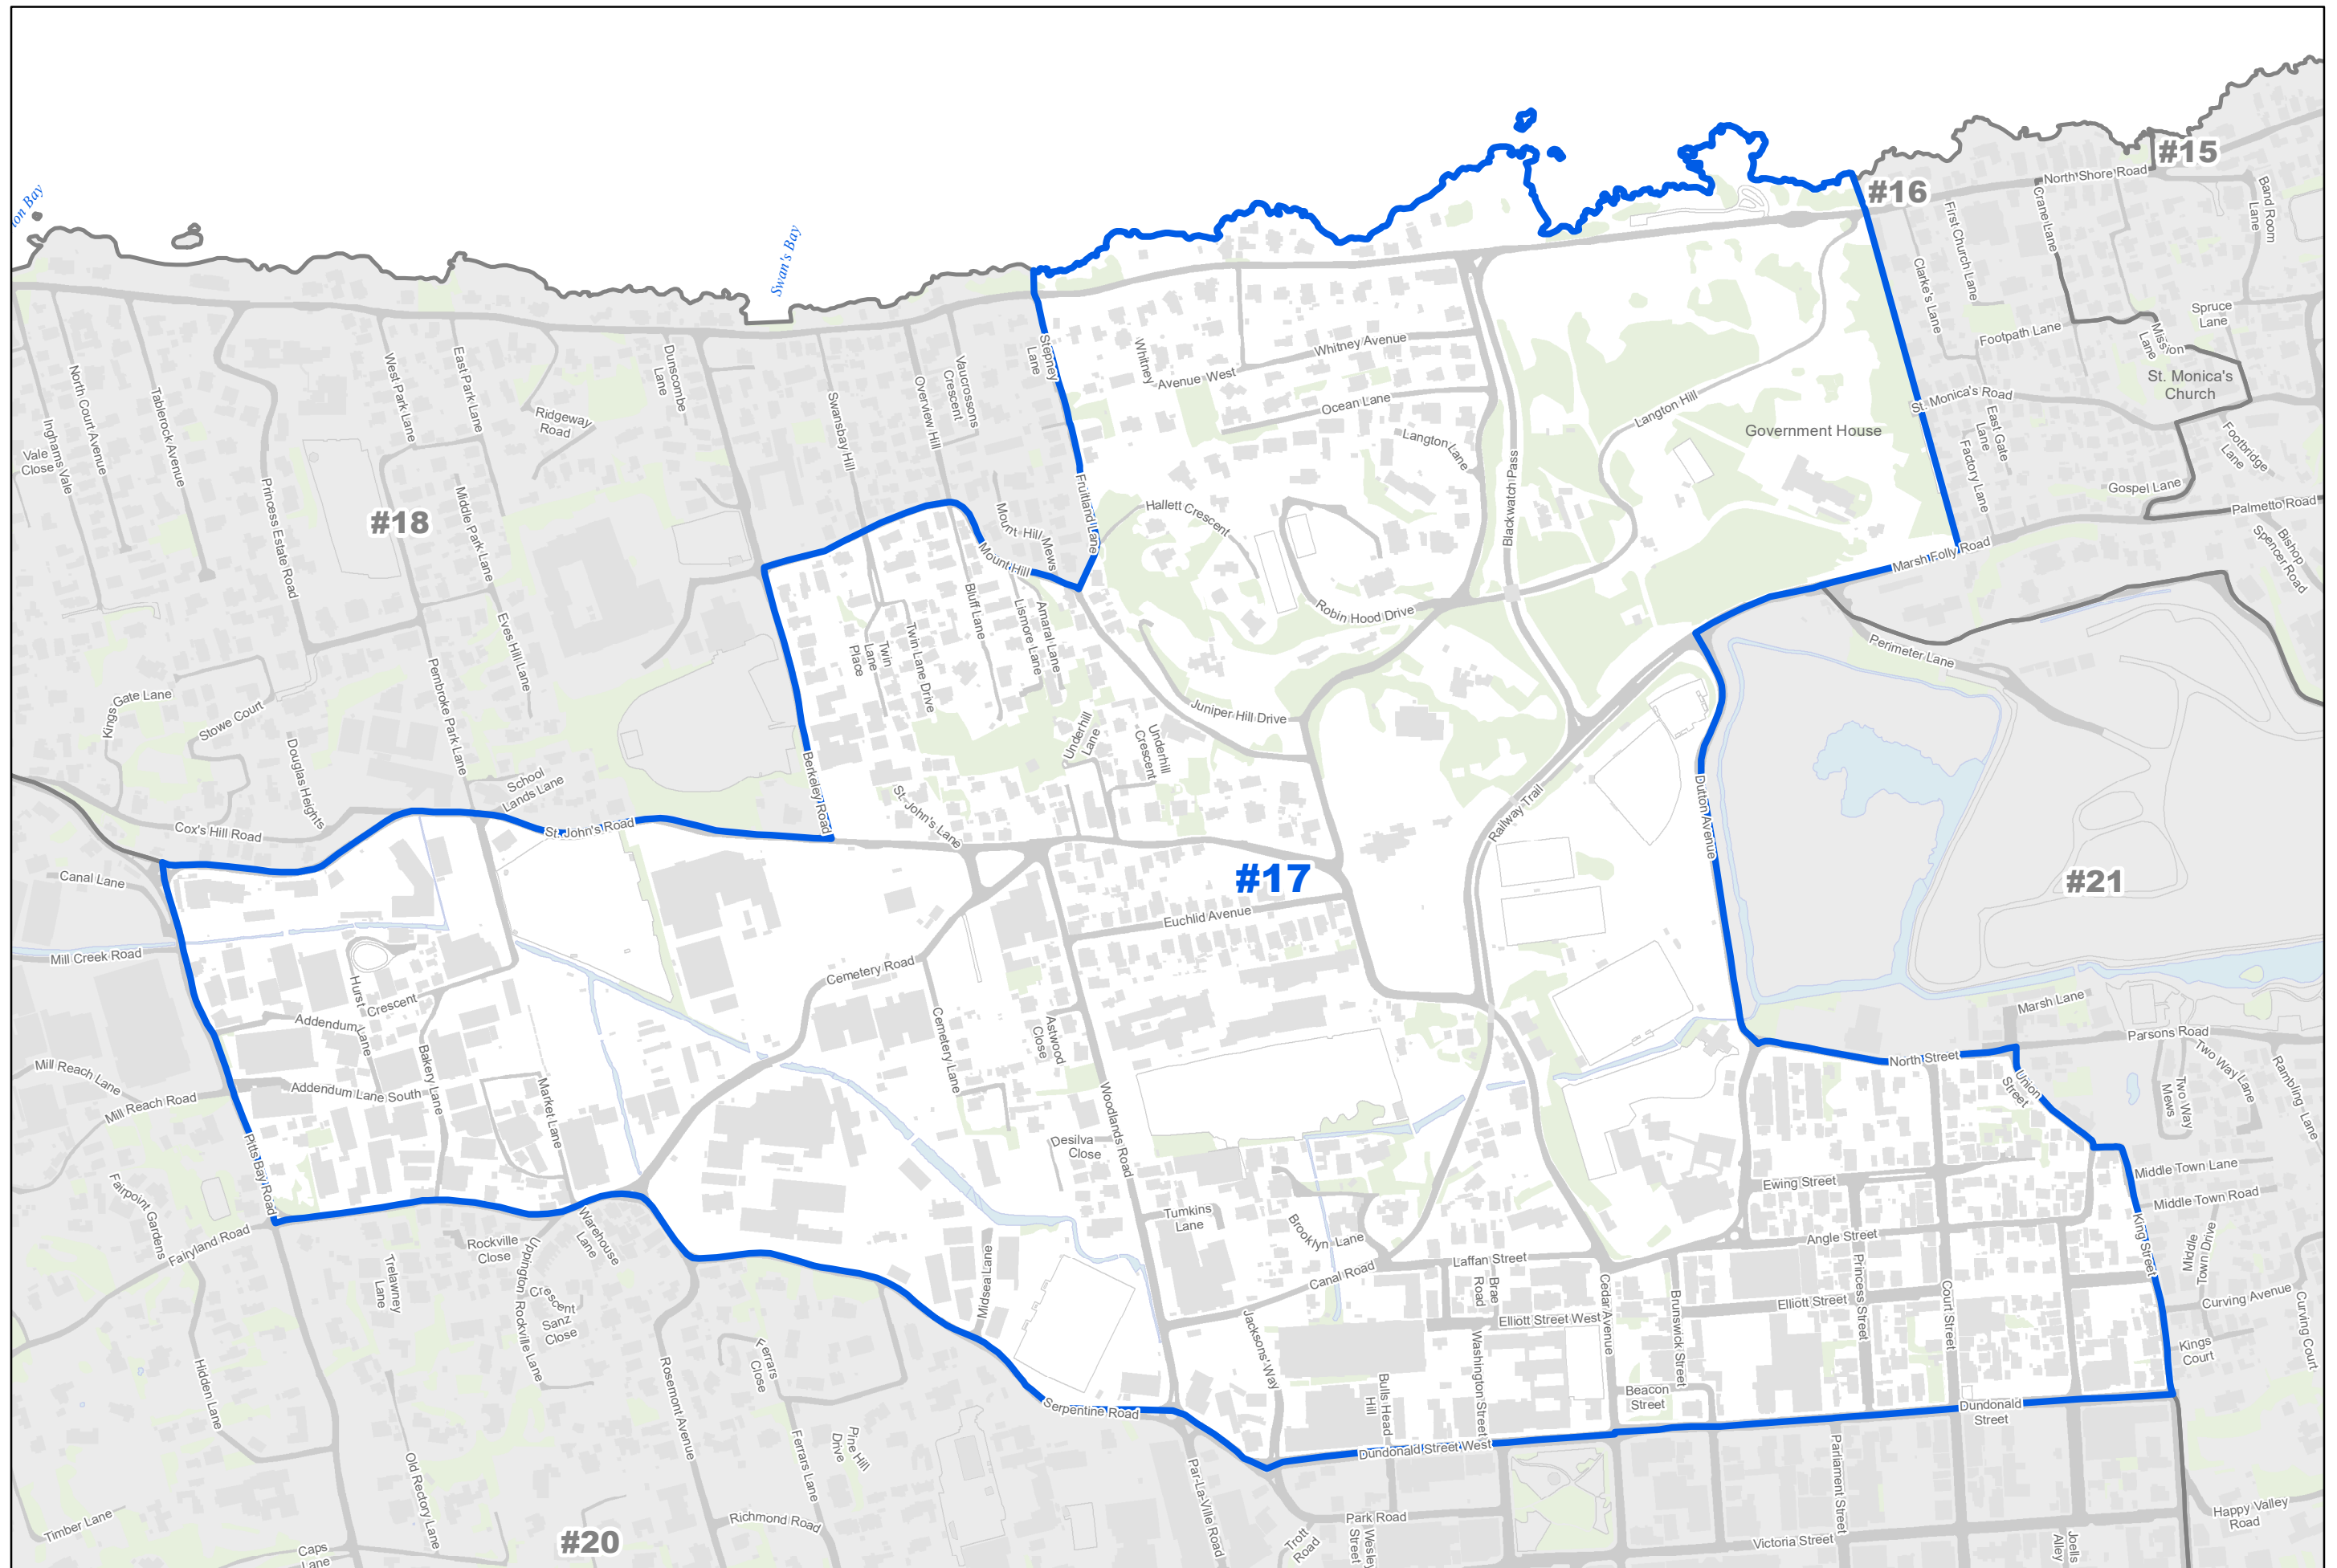 #15
#16
North Shore Road
Crane Lane
Band Room
Lane
First Church Lane
Clarke's Lane
Footpath Lane
Spruce
Lane
Mission
Lane
St. Monica's
Church
St. Monica's Road
East Gate
Lane
Factory Lane
Gospel Lane
Footbridge
Lane
Palmetto Road
Bishop
Spencer Road
Marsh Folly Road
Perimeter Lane
Swan's Bay
Stepney
Lane
Fruitland Lane
Whitney
Avenue West
Whitney Avenue
Ocean Lane
Langton Lane
Langton Hill
Government House
Blackwatch Pass
Hallett Crescent
Robin Hood Drive
Juniper Hill Drive
Railway Trail
Dutton Avenue
Inghams Vale
Vale
Close
North Court Avenue
Tablerock Avenue
Princess Estate Road
West Park Lane
East Park Lane
Ridgeway
Road
Dunscombe
Lane
Swansbay Hill
Overview Hill
Vaucrossons
Crescent
#18
Middle Park Lane
Eves Hill Lane
Pembroke Park Lane
Mount Hill Mews
Mount Hill
Bluff Lane
Amaral Lane
Lismore Lane
Twin Lane Drive
Twin
Lane
Place
Underhill
Lane
Underhill
Crescent
Kings
Gate Lane
Stowe Court
Douglas Heights
School
Lands Lane
Cox's Hill Road
St. John's Road
Berkeley Road
St. John's Lane
Canal Lane
Mill Creek Road
Euchlid Avenue
#17
#21
Cemetery Road
Cemetery Lane
Astwood
Close
Woodlands Road
Desilva
Close
Hurst
Crescent
Addendum Lane
Bakery Lane
Market Lane
Addendum Lane South
Mill Reach Lane
Mill Reach Road
Pitts Bay Road
Fairpoint Gardens
Fairyland Road
Hidden Lane
Trelawney
Lane
Rockville
Close
Uppington
Crescent
Rockville Lane
Sanz
Close
Warehouse
Lane
Rosemont Avenue
Ferrars
Close
Ferrars Lane
Pine Hill
Drive
Old Rectory Lane
Timber Lane
Caps
Lane
Richmond Road
#20
Midsea Lane
Serpentine Road
Par-La-Ville Road
Tumkins
Lane
Brooklyn Lane
Canal Road
Jacksons' Way
Laffan Street
Brae
Road
Elliott Street West
Washington Street
Bulls Head
Hill
Dundonald Street West
Cedar Avenue
Brunswick Street
Beacon
Street
Elliott Street
Angle Street
Ewing Street
Princess Street
Court Street
North Street
Union
Street
Marsh Lane
Parsons Road
Two Way Lane
Two Way
Mews
Rambling Lane
Middle Town Lane
Middle Town Road
Middle
Town Drive
King Street
Curving Avenue
Curving Court
Kings
Court
Dundonald
Street
Park Road
Trott
Road
Wesley
Street
Parliament Street
Victoria Street
Joells
Alley
Happy Valley
Road